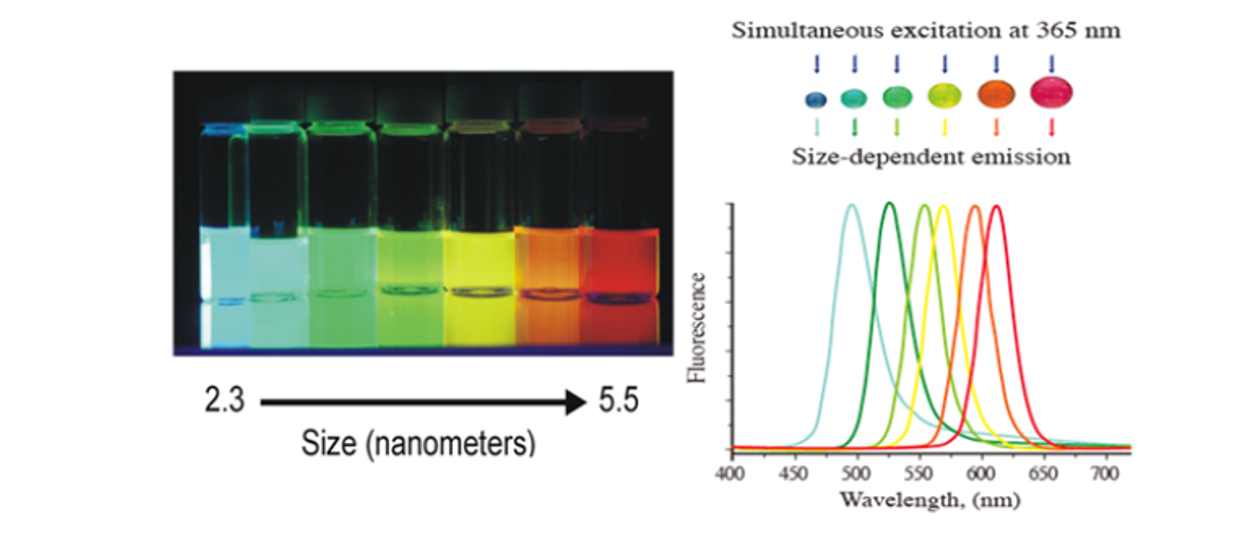 2.3
5.5
Size (nanometers)
Simultaneous excitation at 365 nm
Size-dependent emission
Fluorescence
400 450 500 550 600 650 700
Wavelength, (nm)